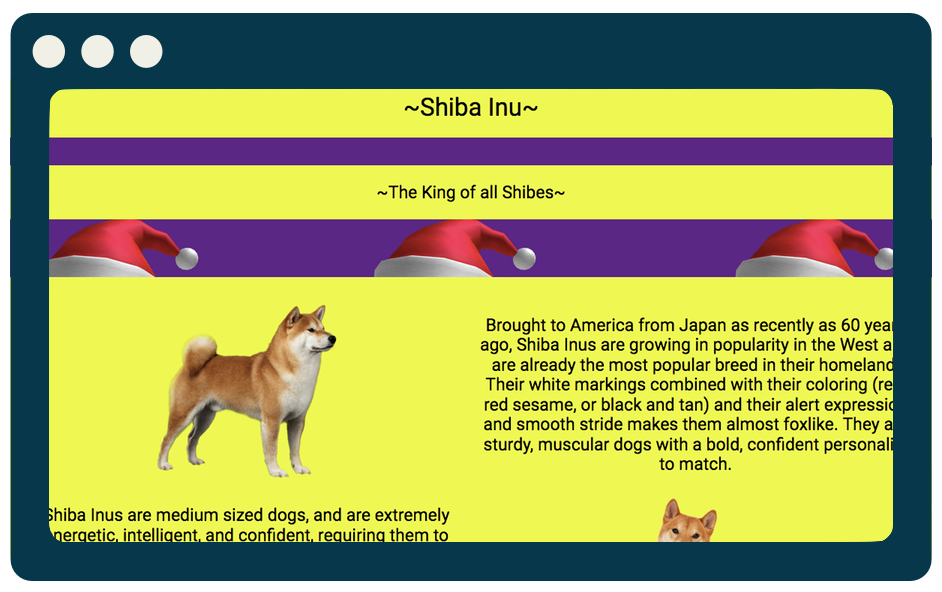 ~Shiba Inu~
~The King of all Shibes~
Brought to America from Japan as recently as 60 year
ago, Shiba Inus are growing in popularity in the West a
are already the most popular breed in their homeland
Their white markings combined with their coloring (re
red sesame, or black and tan) and their alert expressio
and smooth stride makes them almost foxlike. They a
sturdy, muscular dogs with a bold, confident personali
to match.
Shiba Inus are medium sized dogs, and are extremely
nergetic, intelligent, and confident, requiring them to